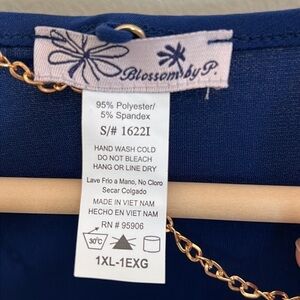 Blossom by P.
95% Polyester/
5% Spandex
S/# 1622I
HAND WASH COLD
DO NOT BLEACH
HANG OR LINE DRY
Lave Frio a Mano, No Cloro
Secar Colgado
MADE IN VIET NAM
HECHO EN VIET NAM
RN # 95906
30°C
1XL-1EXG